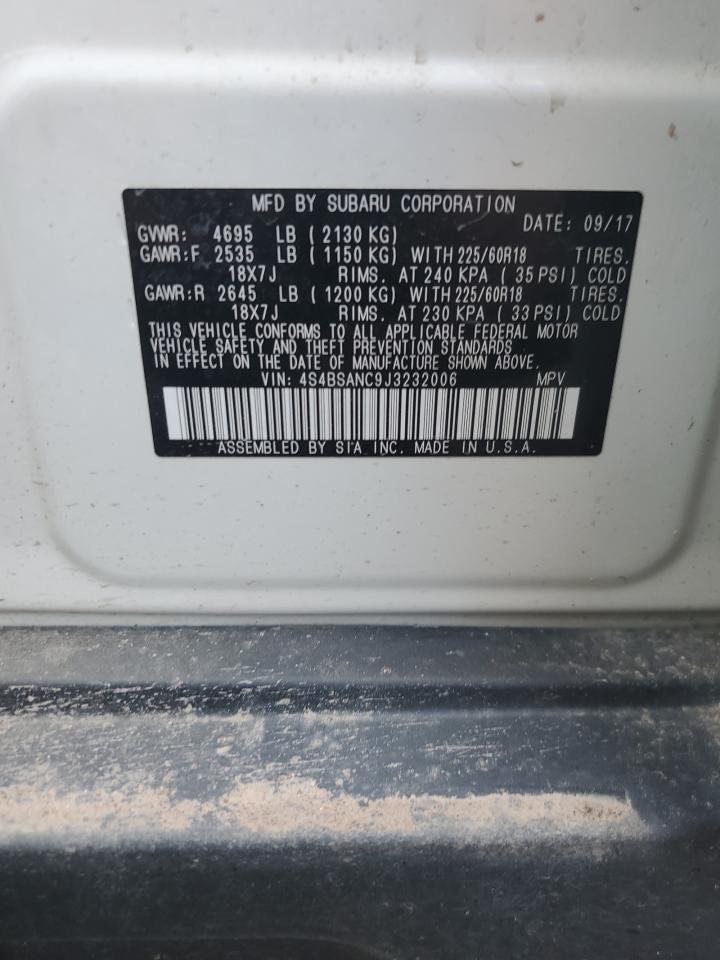 MFD BY SUBARU CORPORATION
DATE: 09/17
GVWR: 4695 LB (2130 KG)
GAWR:F 2535 LB (1150 KG) WITH 225/60R18 TIRES.
18X7J RIMS. AT 240 KPA (35 PSI) COLD
GAWR:R 2645 LB (1200 KG) WITH 225/60R18 TIRES.
18X7J RIMS. AT 230 KPA (33 PSI) COLD
THIS VEHICLE CONFORMS TO ALL APPLICABLE FEDERAL MOTOR
VEHICLE SAFETY AND THEFT PREVENTION STANDARDS
IN EFFECT ON THE DATE OF MANUFACTURE SHOWN ABOVE.
VIN: 4S4BSANC9J3232006 MPV
ASSEMBLED BY SIA INC. MADE IN U.S.A.